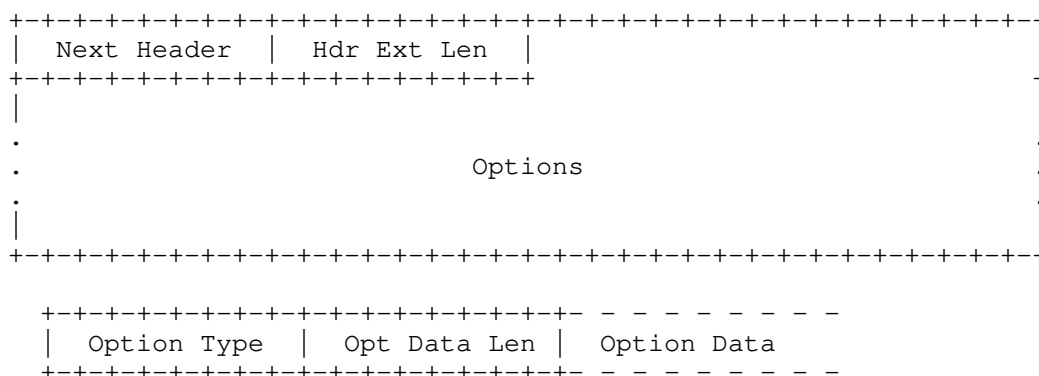 +-+-+-+-+-+-+-+-+-+-+-+-+-+-+-+-+-+-+-+-+-+-+-+-+-+-+-+-+-+-+-+-+-
|  Next Header  |  Hdr Ext Len  |
+-+-+-+-+-+-+-+-+-+-+-+-+-+-+-+-+                               +
|
.                                                               .
.                            Options                            .
.                                                               .
|
+-+-+-+-+-+-+-+-+-+-+-+-+-+-+-+-+-+-+-+-+-+-+-+-+-+-+-+-+-+-+-+-+-
+-+-+-+-+-+-+-+-+-+-+-+-+-+-+-+-+- - - - - - - - -
|  Option Type  |  Opt Data Len |  Option Data
+-+-+-+-+-+-+-+-+-+-+-+-+-+-+-+-+- - - - - - - - -